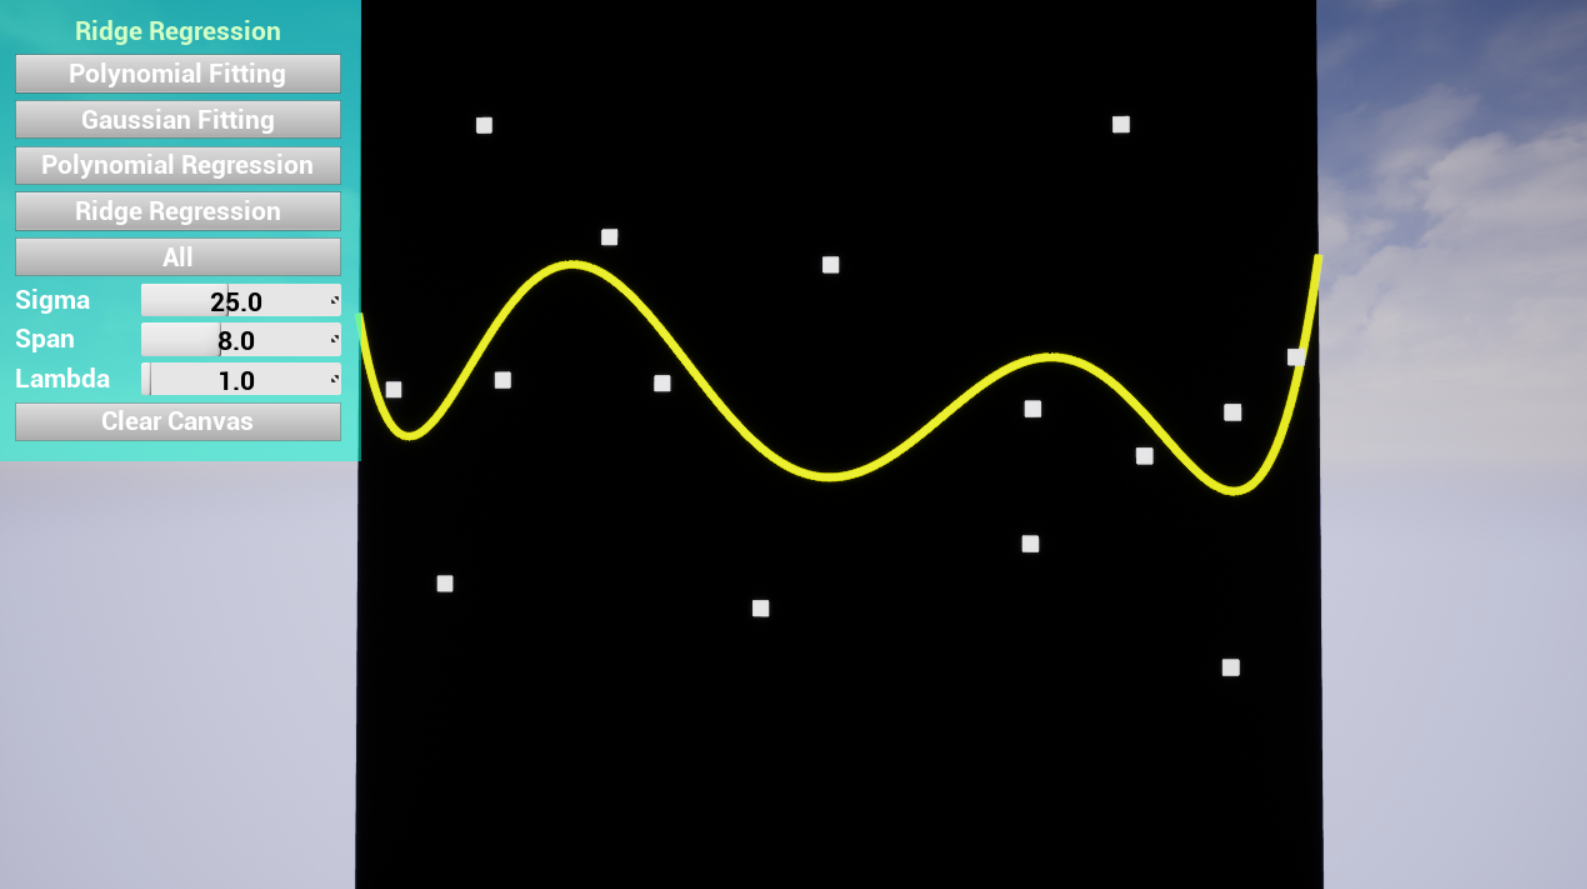 Ridge Regression
Polynomial Fitting
Gaussian Fitting
Polynomial Regression
Ridge Regression
All
Sigma 25.0
Span 8.0
Lambda 1.0
Clear Canvas